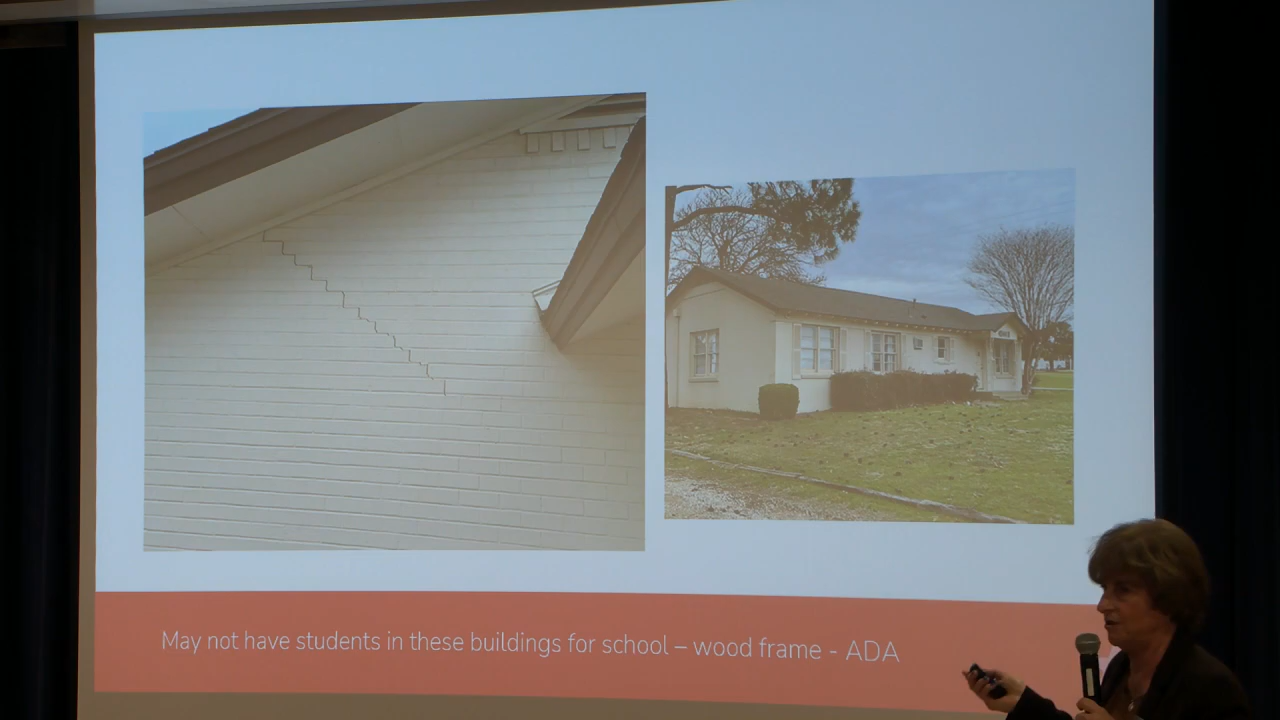 May not have students in these buildings for school – wood frame - ADA